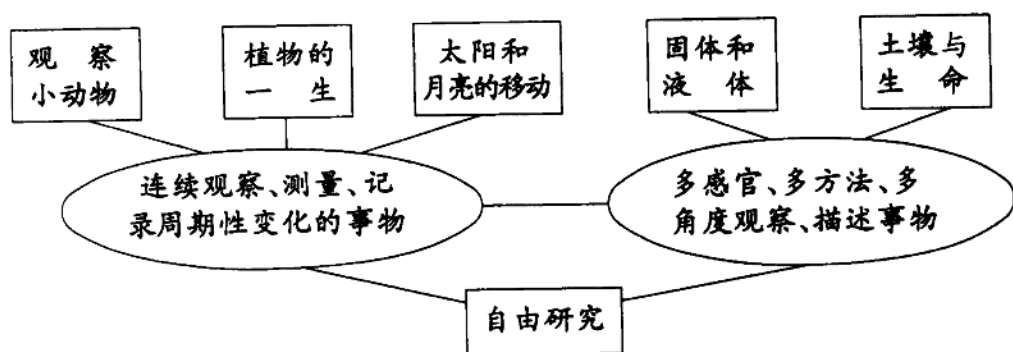 观 察
小动物
植物的
一 生
太阳和
月亮的移动
固体和
液 体
土壤与
生 命
连续观察、测量、记
录周期性变化的事物
多感官、多方法、多
角度观察、描述事物
自由研究